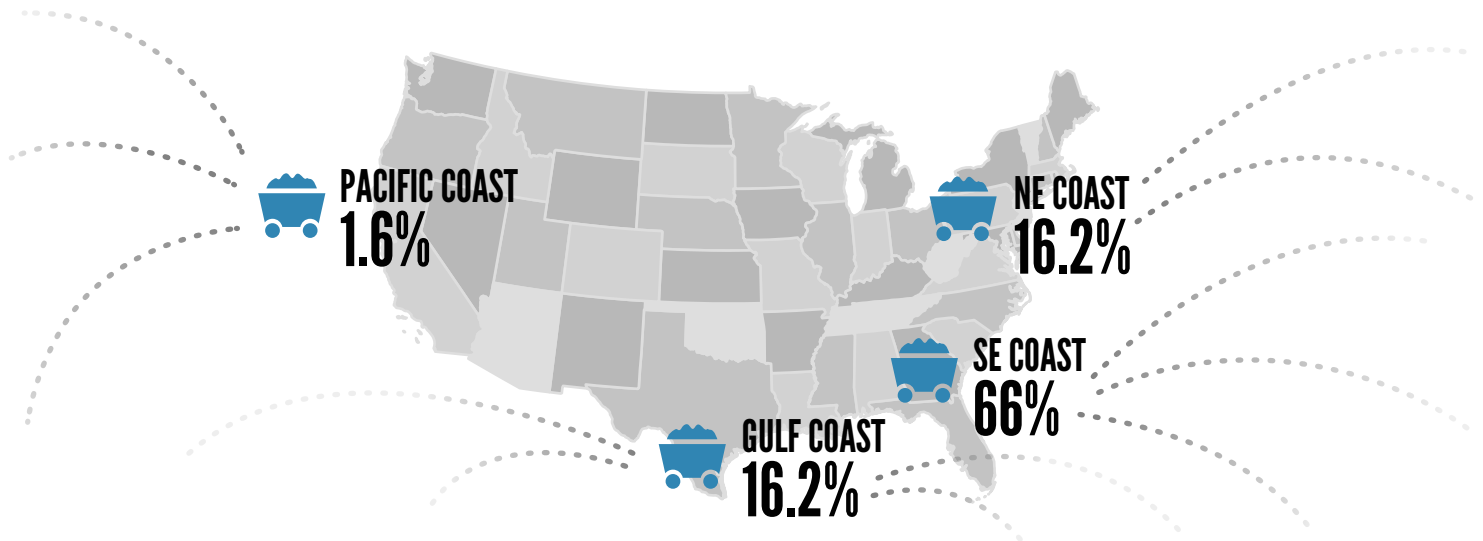 PACIFIC COAST
1.6%
NE COAST
16.2%
SE COAST
66%
GULF COAST
16.2%